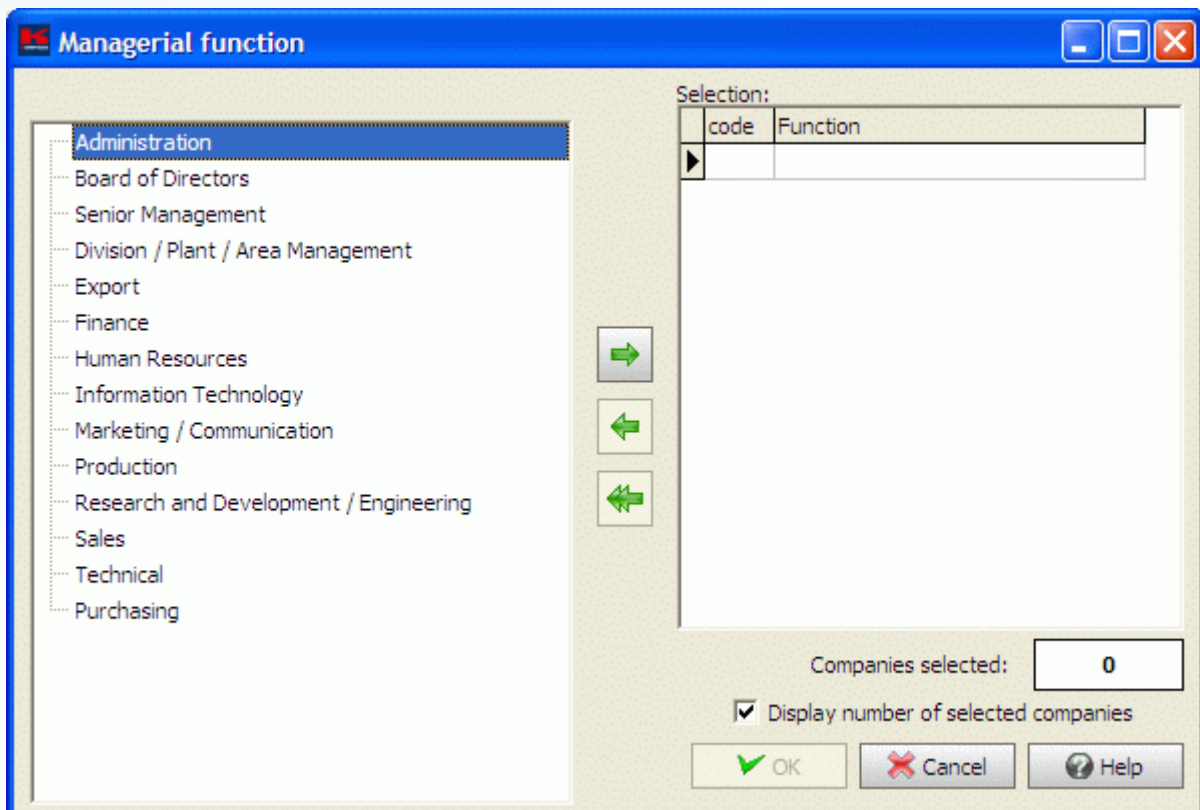 Managerial function
Administration
Board of Directors
Senior Management
Division / Plant / Area Management
Export
Finance
Human Resources
Information Technology
Marketing / Communication
Production
Research and Development / Engineering
Sales
Technical
Purchasing
Selection:
code Function
Companies selected: 0
Display number of selected companies
OK Cancel Help